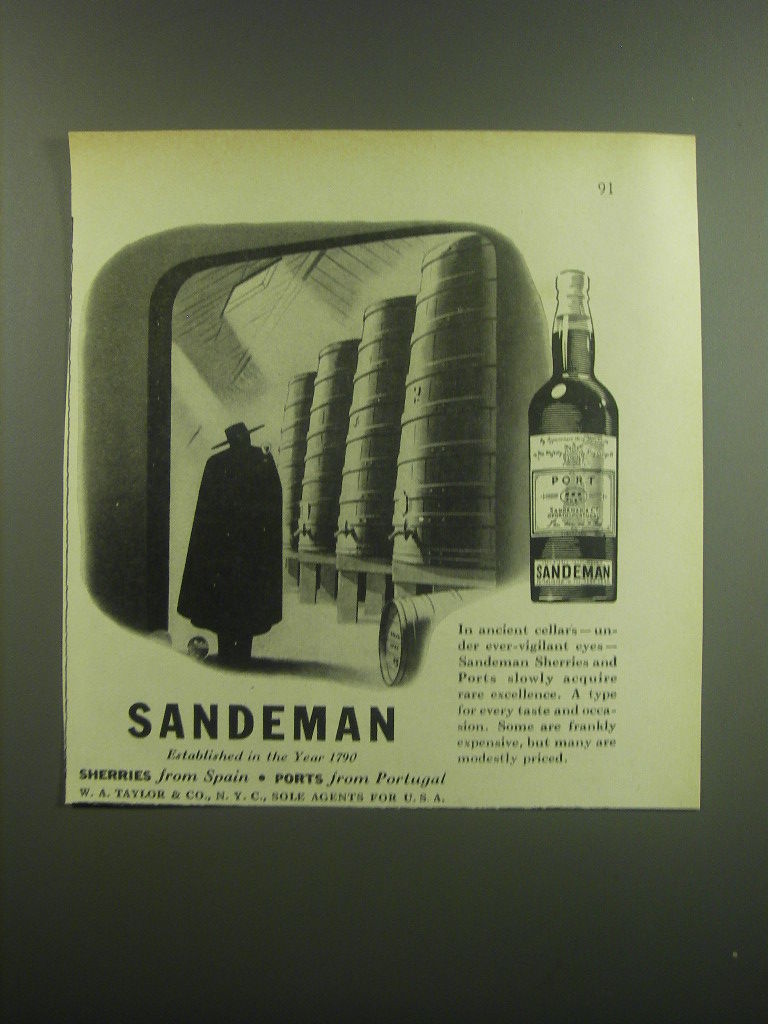 91
PORT
SANDEMAN
In ancient cellars—un-
der ever-vigilant eyes—
Sandeman Sherries and
Ports slowly acquire
rare excellence. A type
for every taste and occa-
sion. Some are frankly
expensive, but many are
modestly priced.
SANDEMAN
Established in the Year 1790
SHERRIES from Spain • PORTS from Portugal
W. A. TAYLOR & CO., N. Y. C., SOLE AGENTS FOR U. S. A.